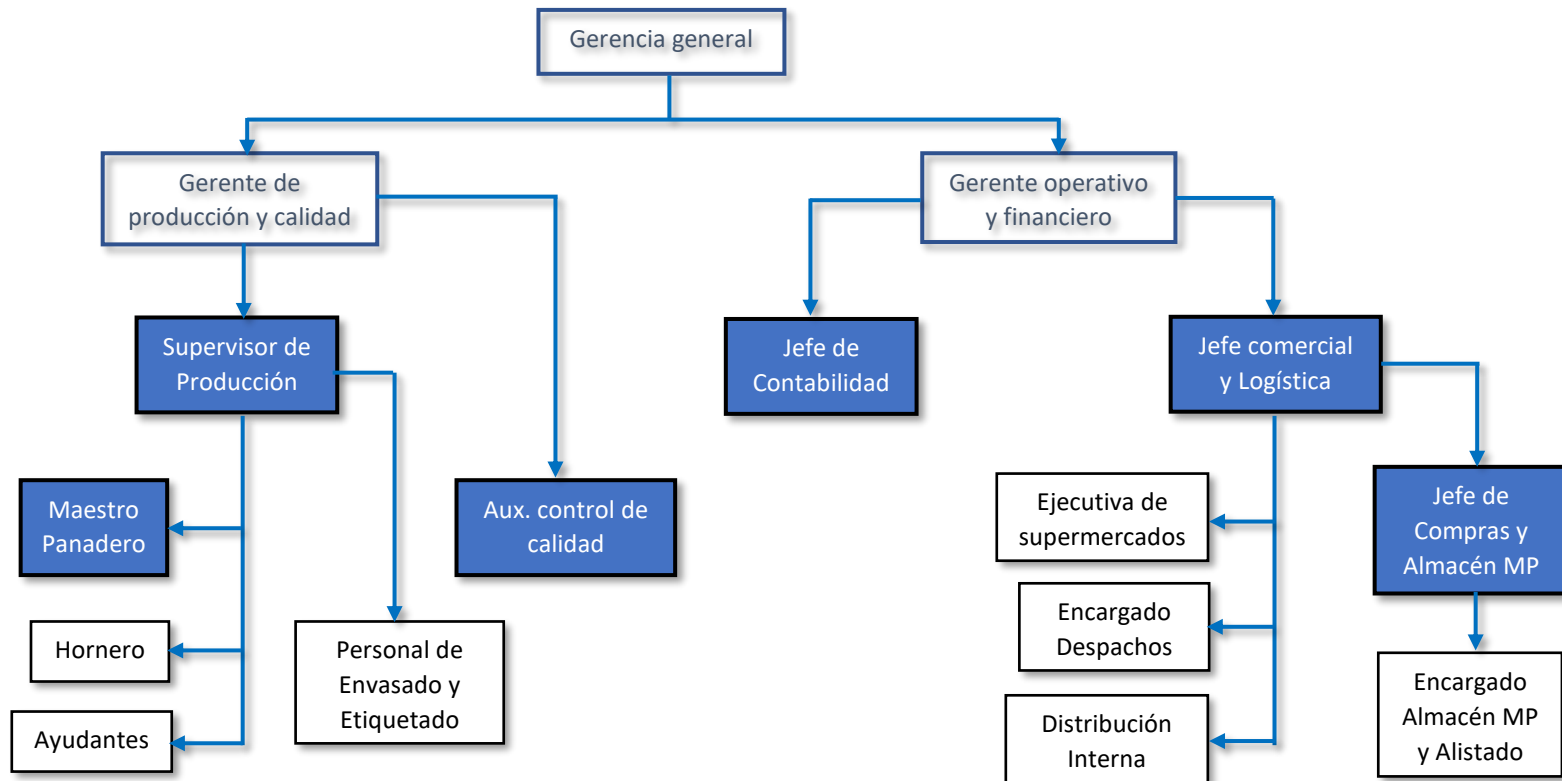 Gerencia general
Gerente de
producción y calidad
Gerente operativo
y financiero
Supervisor de
Producción
Jefe de
Contabilidad
Jefe comercial
y Logística
Maestro
Panadero
Aux. control de
calidad
Ejecutiva de
supermercados
Jefe de
Compras y
Almacén MP
Hornero
Personal de
Envasado y
Etiquetado
Encargado
Despachos
Encargado
Almacén MP
y Alistado
Ayudantes
Distribución
Interna